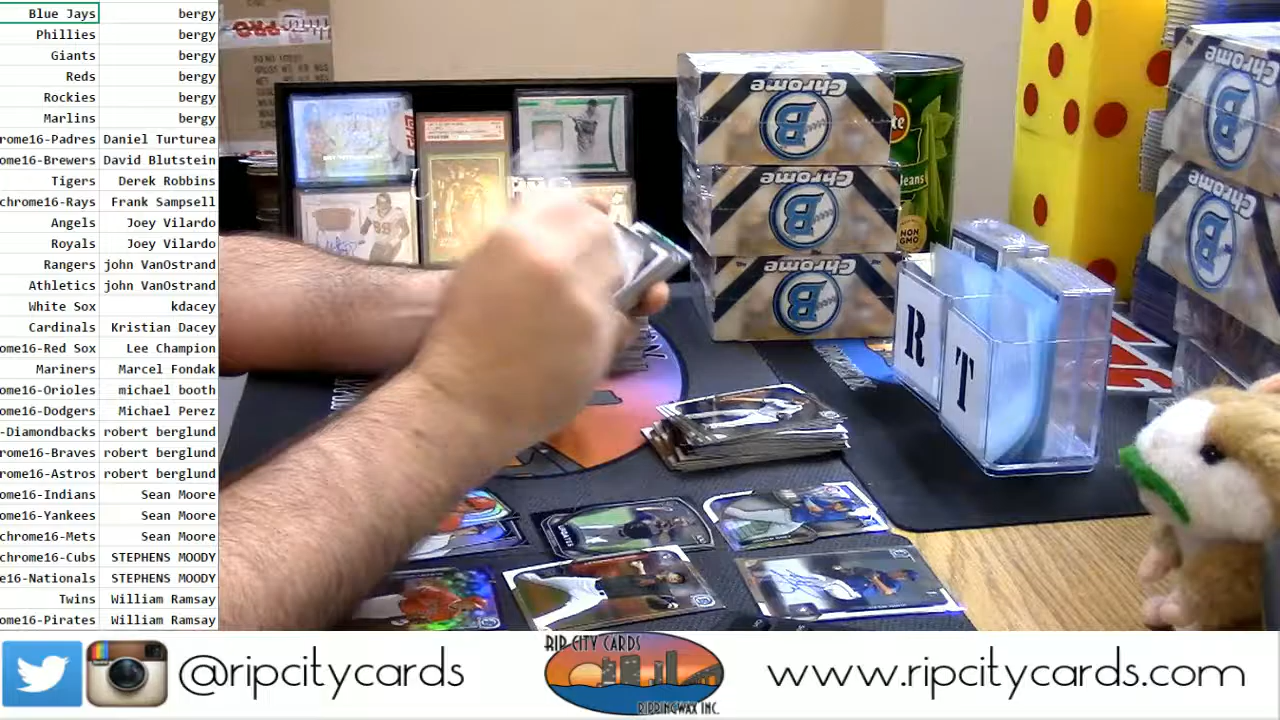 Blue Jays bergy
Phillies bergy
Giants bergy
Reds bergy
Rockies bergy
Marlins bergy
hrome16-Padres Daniel Turturea
ome16-Brewers David Blutstein
Tigers Derek Robbins
chrome16-Rays Frank Sampsell
Angels Joey Vilardo
Royals Joey Vilardo
Rangers john VanOstrand
Athletics john VanOstrand
White Sox kdacey
Cardinals Kristian Dacey
ome16-Red Sox Lee Champion
Mariners Marcel Foudak
ome16-Orioles michael booth
ome16-Dodgers Michael Perez
-Diamondbacks robert berglund
rome16-Braves robert berglund
rome16-Astros robert berglund
ome16-Indians Sean Moore
ome16-Yankees Sean Moore
chrome16-Mets Sean Moore
chrome16-Cubs STEPHENS MOODY
e16-Nationals STEPHENS MOODY
Twins William Ramsay
ome16-Pirates William Ramsay
Chrome
B
Chrome
B
Chrome
B
NON
GMO
R
T
@ripcitycards
RIP CITY CARDS
RIPPINGWAX INC.
www.ripcitycards.com